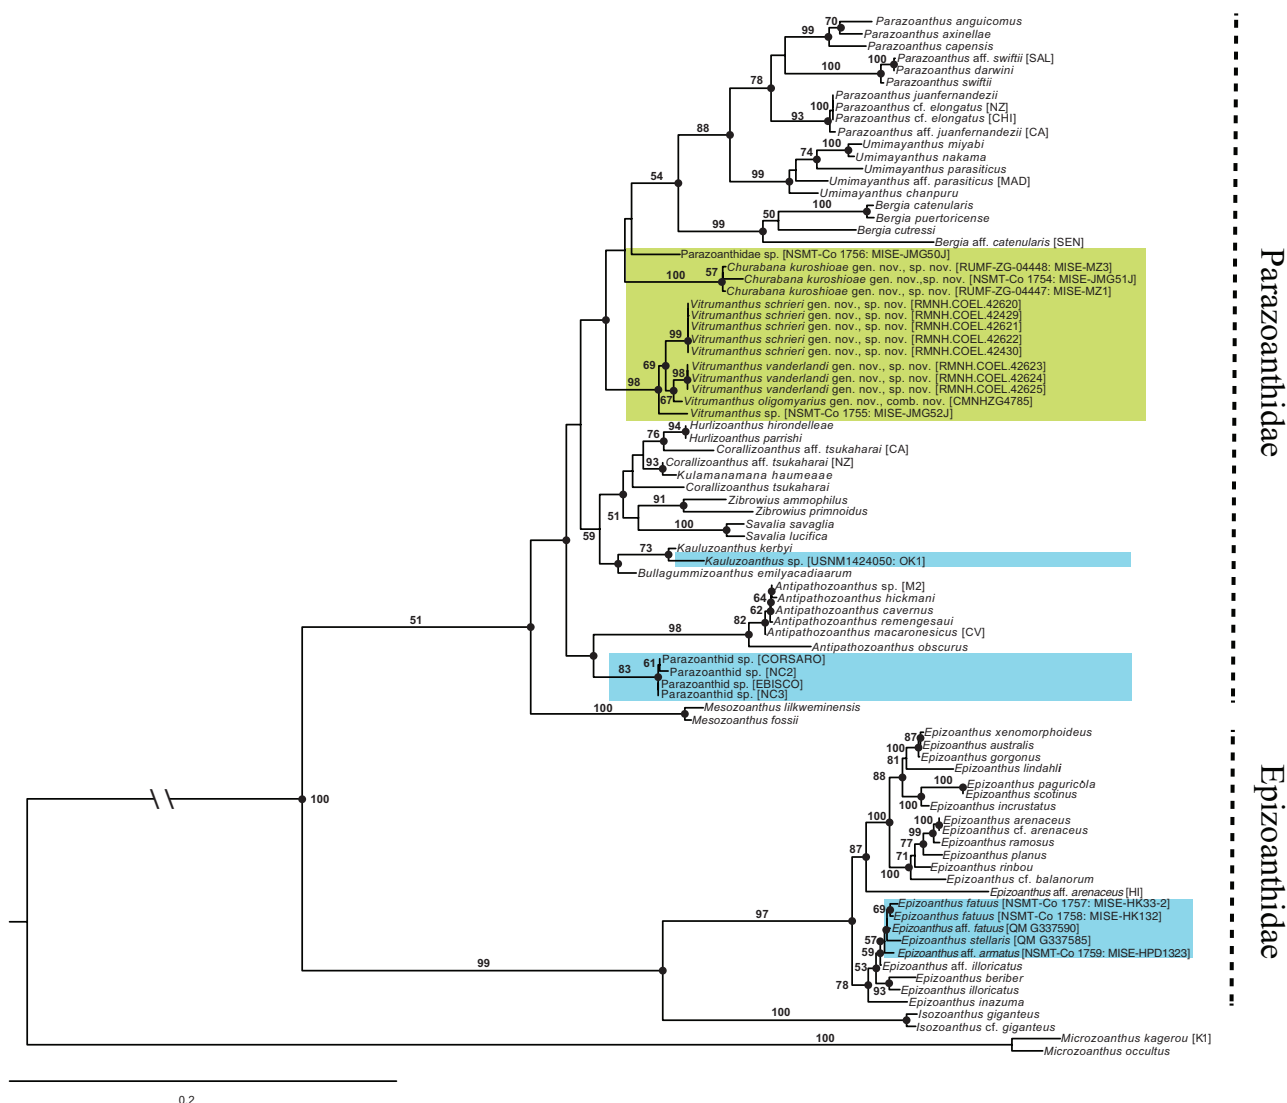 70 Parazoanthus anguicomus
99 Parazoanthus axinellae
Parazoanthus capensis
100 Parazoanthus aff. swiftii [SAL]
100 Parazoanthus darwini
Parazoanthus swiftii
78
Parazoanthus juanfernandezii
100 Parazoanthus cf. elongatus [NZ]
93 Parazoanthus cf. elongatus [CHI]
Parazoanthus aff. juanfernandezii [CA]
88
100 Umimayanthus miyabi
74 Umimayanthus nakama
Umimayanthus parasiticus
99 Umimayanthus aff. parasiticus [MAD]
Umimayanthus chanpuru
54
100 Bergia catenularis
50 Bergia puertoricense
99 Bergia cutressi
Bergia aff. catenularis [SEN]
Parazoanthidae sp. [NSMT-Co 1756: MISE-JMG50J]
57 Churabana kuroshioae gen. nov., sp. nov. [RUMF-ZG-04448: MISE-MZ3]
100 Churabana kuroshioae gen. nov.,sp. nov. [NSMT-Co 1754: MISE-JMG51J]
Churabana kuroshioae gen. nov., sp. nov. [RUMF-ZG-04447: MISE-MZ1]
Vitrumanthus schrieri gen. nov., sp. nov. [RMNH.COEL.42620]
Vitrumanthus schrieri gen. nov., sp. nov. [RMNH.COEL.42429]
Vitrumanthus schrieri gen. nov., sp. nov. [RMNH.COEL.42621]
99 Vitrumanthus schrieri gen. nov., sp. nov. [RMNH.COEL.42622]
Vitrumanthus schrieri gen. nov., sp. nov. [RMNH.COEL.42430]
69 Vitrumanthus vanderlandi gen. nov., sp. nov. [RMNH.COEL.42623]
98 Vitrumanthus vanderlandi gen. nov., sp. nov. [RMNH.COEL.42624]
98 Vitrumanthus vanderlandi gen. nov., sp. nov. [RMNH.COEL.42625]
67 Vitrumanthus oligomyarius gen. nov., comb. nov. [CMNHZG4785]
Vitrumanthus sp. [NSMT-Co 1755: MISE-JMG52J]
94 Hurlizoanthus hirondelleae
76 Hurlizoanthus parrishi
Corallizoanthus aff. tsukaharai [CA]
93 Corallizoanthus aff. tsukaharai [NZ]
Kulamanamana haumeaae
Corallizoanthus tsukaharai
91 Zibrowius ammophilus
51 Zibrowius primnoidus
100 Savalia savaglia
59 Savalia lucifica
73 Kauluzoanthus kerbyi
Kauluzoanthus sp. [USNM1424050: OK1]
Bullagummizoanthus emilyacadiaarum
Antipathozoanthus sp. [M2]
64 Antipathozoanthus hickmani
62 Antipathozoanthus cavernus
82 Antipathozoanthus remengesaui
98 Antipathozoanthus macaronesicus [CV]
Antipathozoanthus obscurus
51
61 Parazoanthid sp. [CORSARO]
83 Parazoanthid sp. [NC2]
Parazoanthid sp. [EBISCO]
Parazoanthid sp. [NC3]
100 Mesozoanthus lilkweminensis
Mesozoanthus fossii
Parazoanthidae
100
87 Epizoanthus xenomorphoideus
100 Epizoanthus australis
81 Epizoanthus gorgonus
Epizoanthus lindahli
88
100 Epizoanthus paguricola
Epizoanthus scotinus
100 Epizoanthus incrustatus
100
100 Epizoanthus arenaceus
99 Epizoanthus cf. arenaceus
77 Epizoanthus ramosus
71 Epizoanthus planus
100 Epizoanthus rinbou
Epizoanthus cf. balanorum
87
Epizoanthus aff. arenaceus [HI]
97
69 Epizoanthus fatuus [NSMT-Co 1757: MISE-HK33-2]
Epizoanthus fatuus [NSMT-Co 1758: MISE-HK132]
Epizoanthus aff. fatuus [QM G337590]
57 Epizoanthus stellaris [QM G337585]
59 Epizoanthus aff. armatus [NSMT-Co 1759: MISE-HPD1323]
53 Epizoanthus aff. illoricatus
Epizoanthus beriber
78 93 Epizoanthus illoricatus
Epizoanthus inazuma
99
100 Isozoanthus giganteus
Isozoanthus cf. giganteus
Epizoanthidae
100 Microzoanthus kagerou [K1]
Microzoanthus occultus
0.2